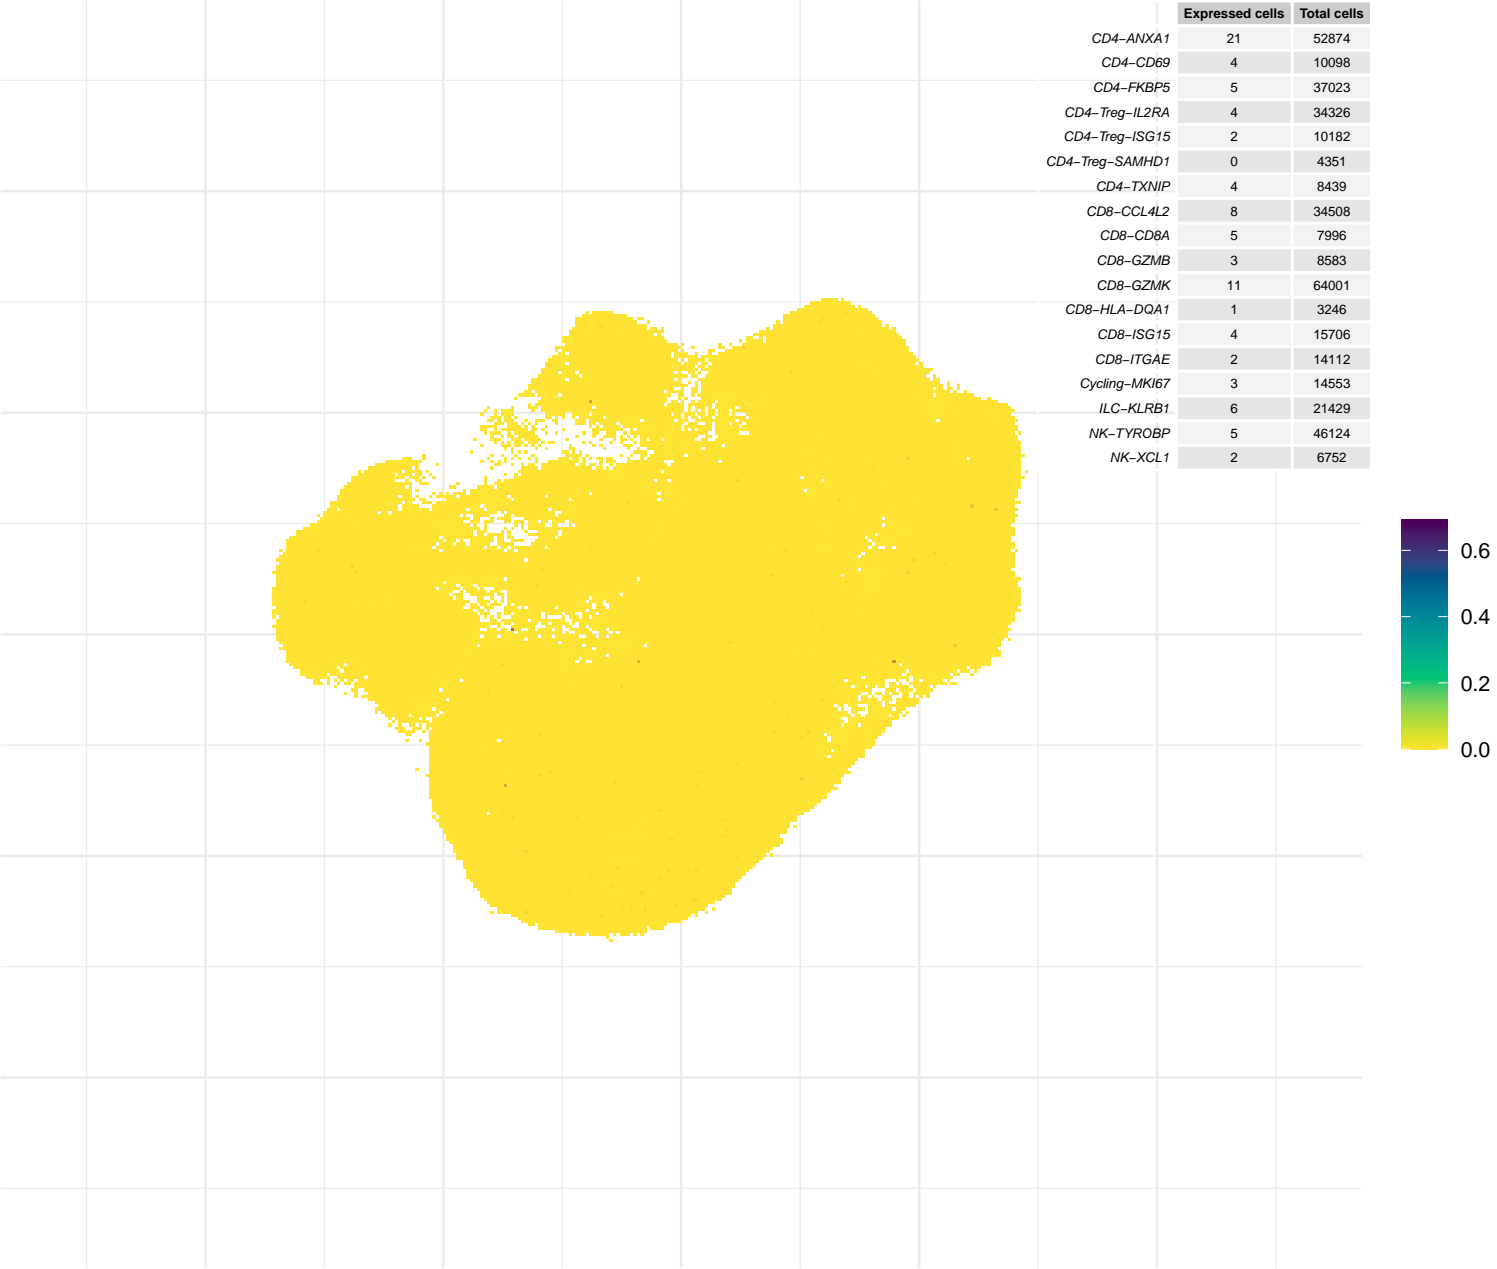 Expressed cells Total cells
CD4−ANXA1 21 52874
CD4−CD69 4 10098
CD4−FKBP5 5 37023
CD4−Treg−IL2RA 4 34326
CD4−Treg−ISG15 2 10182
CD4−Treg−SAMHD1 0 4351
CD4−TXNIP 4 8439
CD8−CCL4L2 8 34508
CD8−CD8A 5 7996
CD8−GZMB 3 8583
CD8−GZMK 11 64001
CD8−HLA−DQA1 1 3246
CD8−ISG15 4 15706
CD8−ITGAE 2 14112
Cycling−MKI67 3 14553
ILC−KLRB1 6 21429
NK−TYROBP 5 46124
NK−XCL1 2 6752
0.6
0.4
0.2
0.0